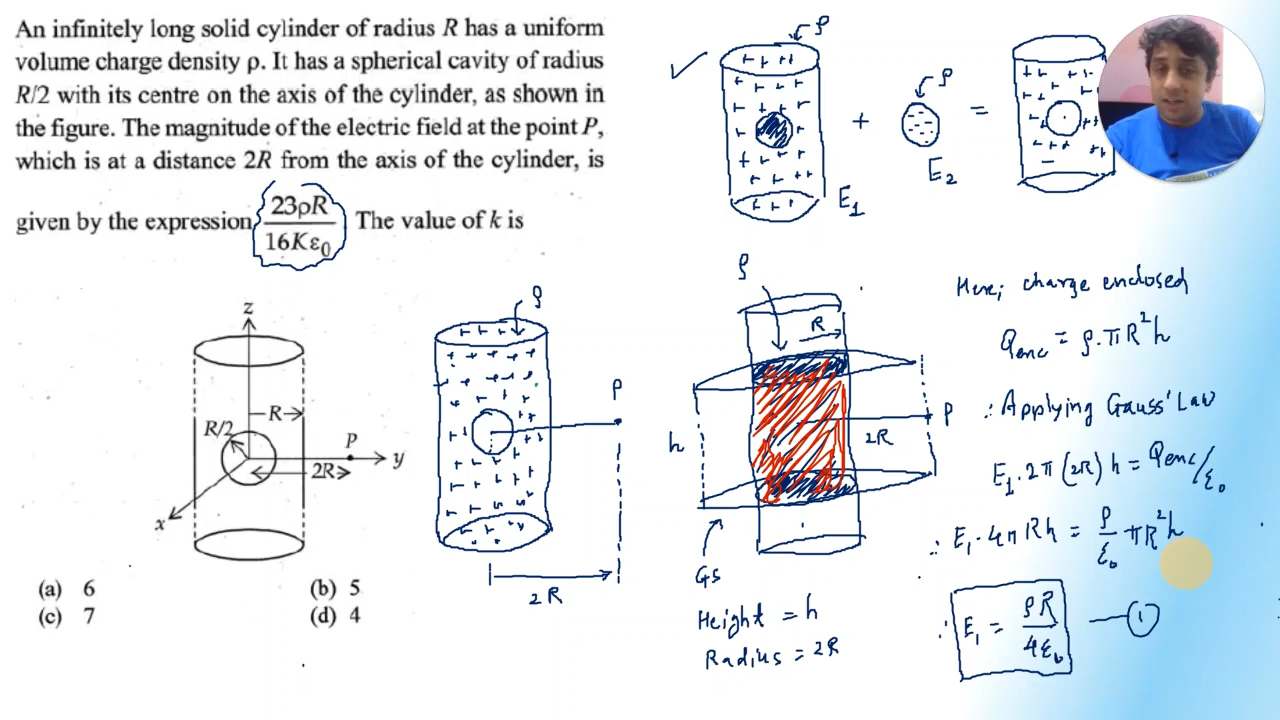 An infinitely long solid cylinder of radius R has a uniform
volume charge density ρ. It has a spherical cavity of radius
R/2 with its centre on the axis of the cylinder, as shown in
the figure. The magnitude of the electric field at the point P,
which is at a distance 2R from the axis of the cylinder, is
given by the expression 23ρR/16Kε₀ The value of k is
z
R
R/2
P
y
2R
x
(a) 6
(b) 5
(c) 7
(d) 4
ρ
P
2R
ρ
E₁
+
ρ
E₂
=
ρ
R
h
P
2R
GS
Height = h
Radius = 2R
Here; charge enclosed
Qenc = ρ.πR²h
∴ Applying Gauss' Law
E₁.2π(2R)h = Qenc/ε₀
∴ E₁.4πRh = ρ/ε₀ πR²h
∴ E₁ = ρR/4ε₀ — ①